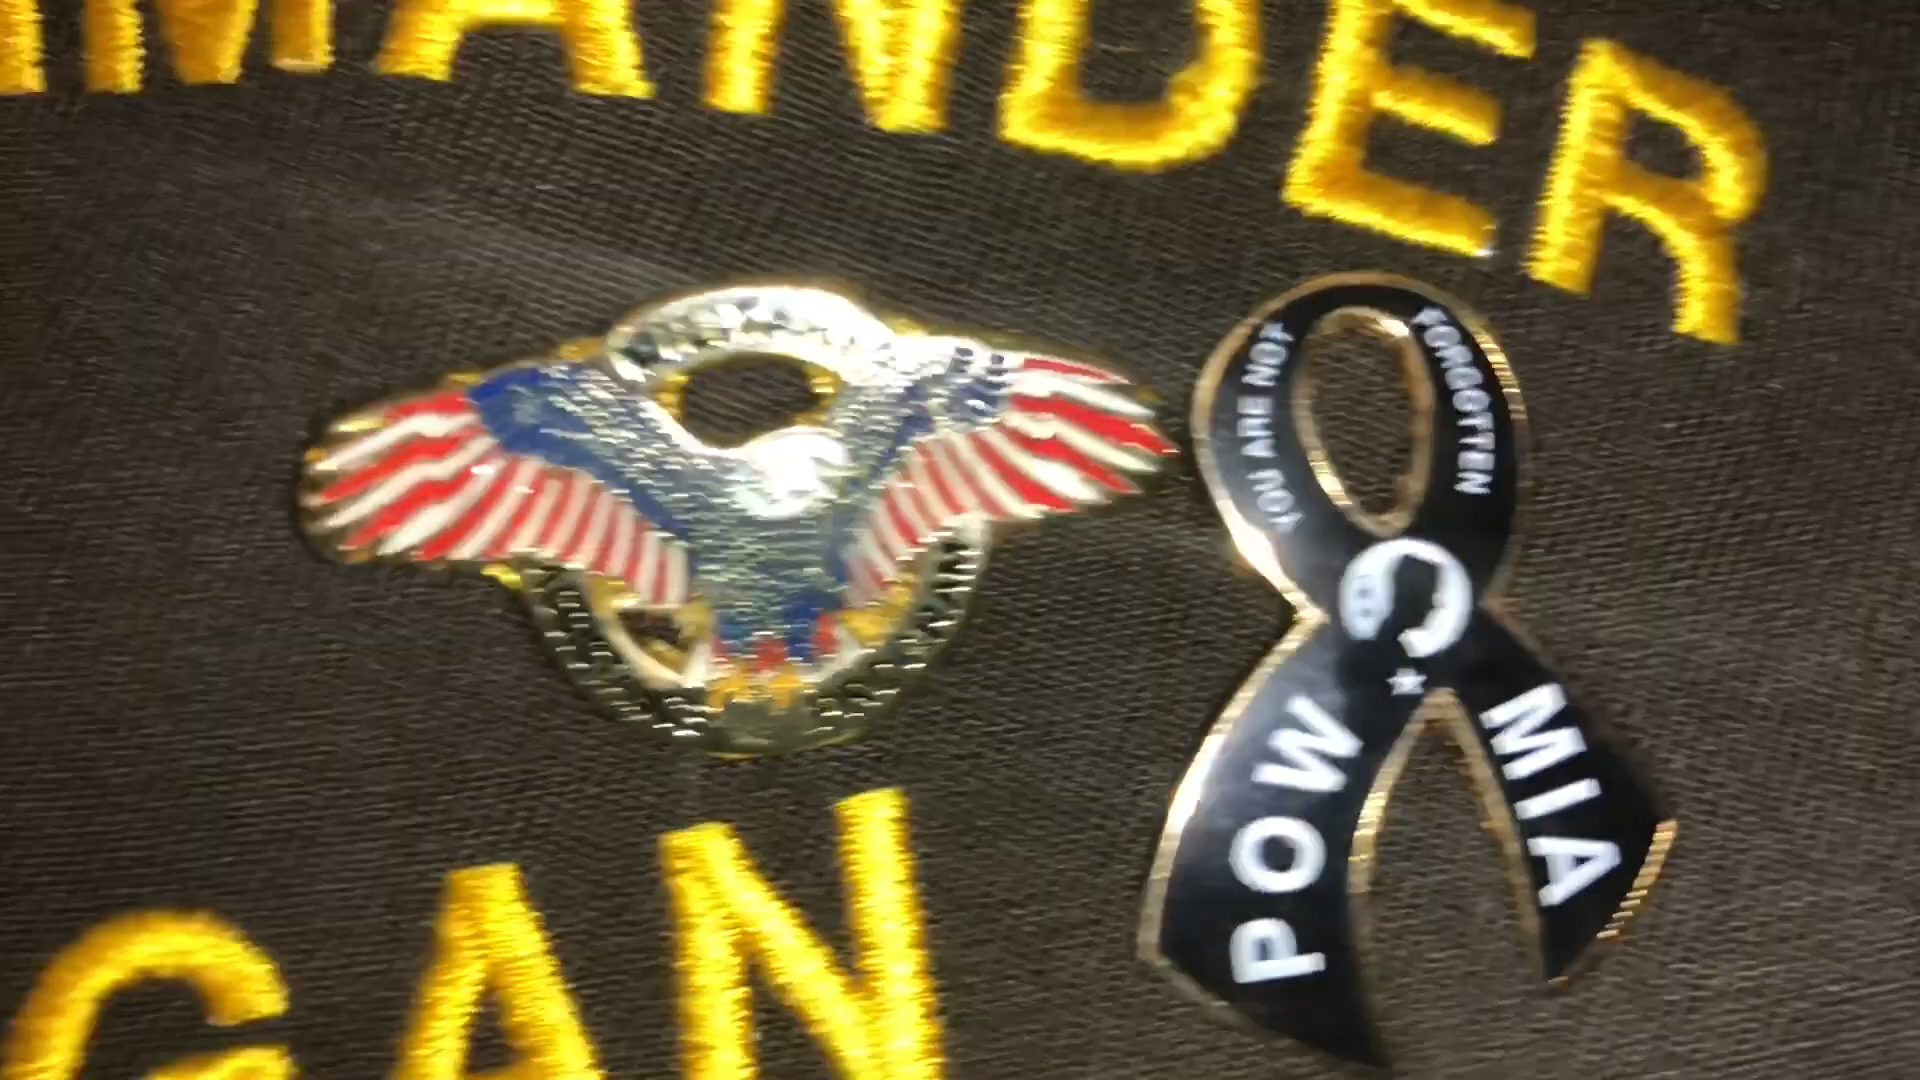 MANDER
YOU ARE NOT
FORGOTTEN
POW
MIA
GAN